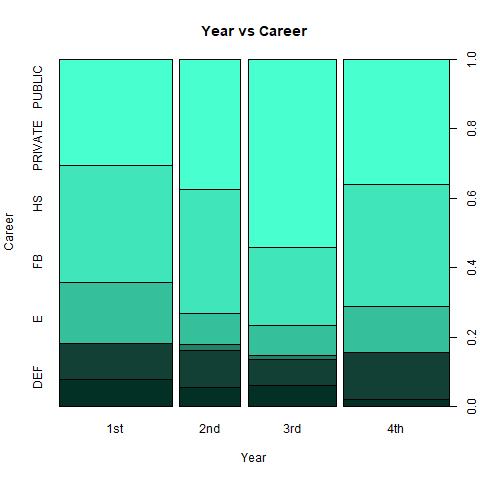 Year vs Career
PUBLIC
PRIVATE
HS
FB
E
DEF
Career
1.0
0.8
0.6
0.4
0.2
0.0
1st 2nd 3rd 4th
Year